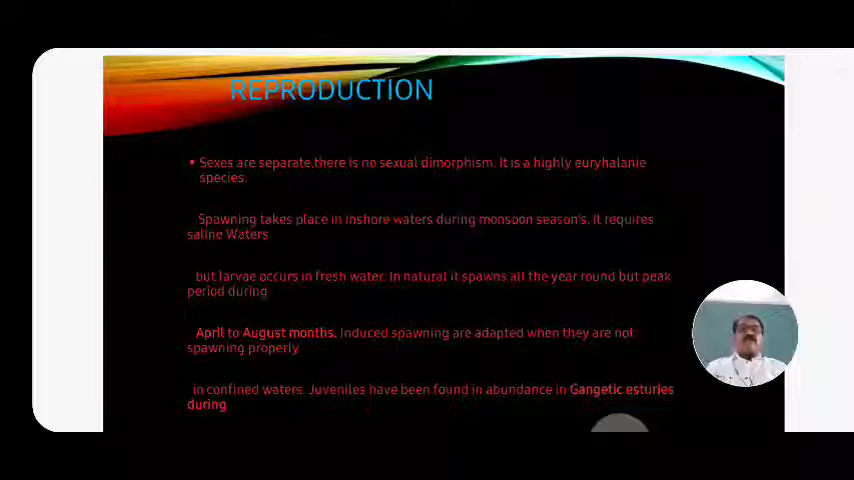 REPRODUCTION
• Sexes are separate,there is no sexual dimorphism. It is a highly euryhalanie
species.
Spawning takes place in inshore waters during monsoon season's. It requires
saline Waters
but larvae occurs in fresh water. In natural it spawns all the year round but peak
period during
April to August months. Induced spawning are adapted when they are not
spawning properly
in confined waters. Juveniles have been found in abundance in Gangetic esturies
during